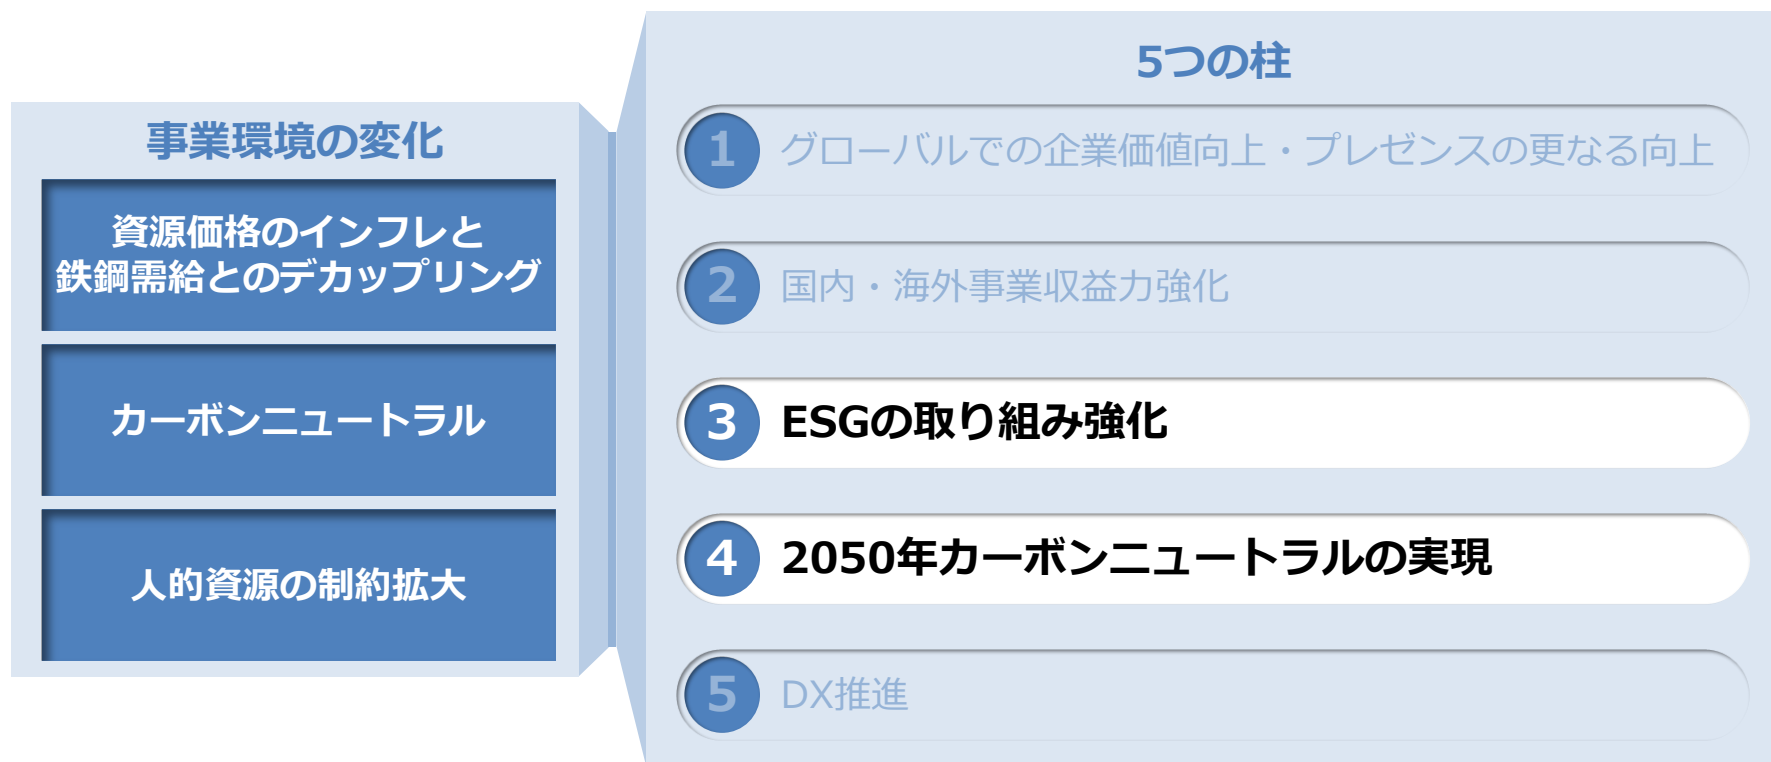 事業環境の変化
資源価格のインフレと
鉄鋼需給とのデカップリング
カーボンニュートラル
人的資源の制約拡大
5つの柱
1 グローバルでの企業価値向上・プレゼンスの更なる向上
2 国内・海外事業収益力強化
3 ESGの取り組み強化
4 2050年カーボンニュートラルの実現
5 DX推進